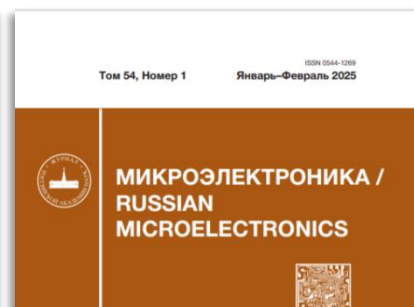 ISSN 0544-1269
Том 54, Номер 1 Январь–Февраль 2025
МИКРОЭЛЕКТРОНИКА /
RUSSIAN
MICROELECTRONICS